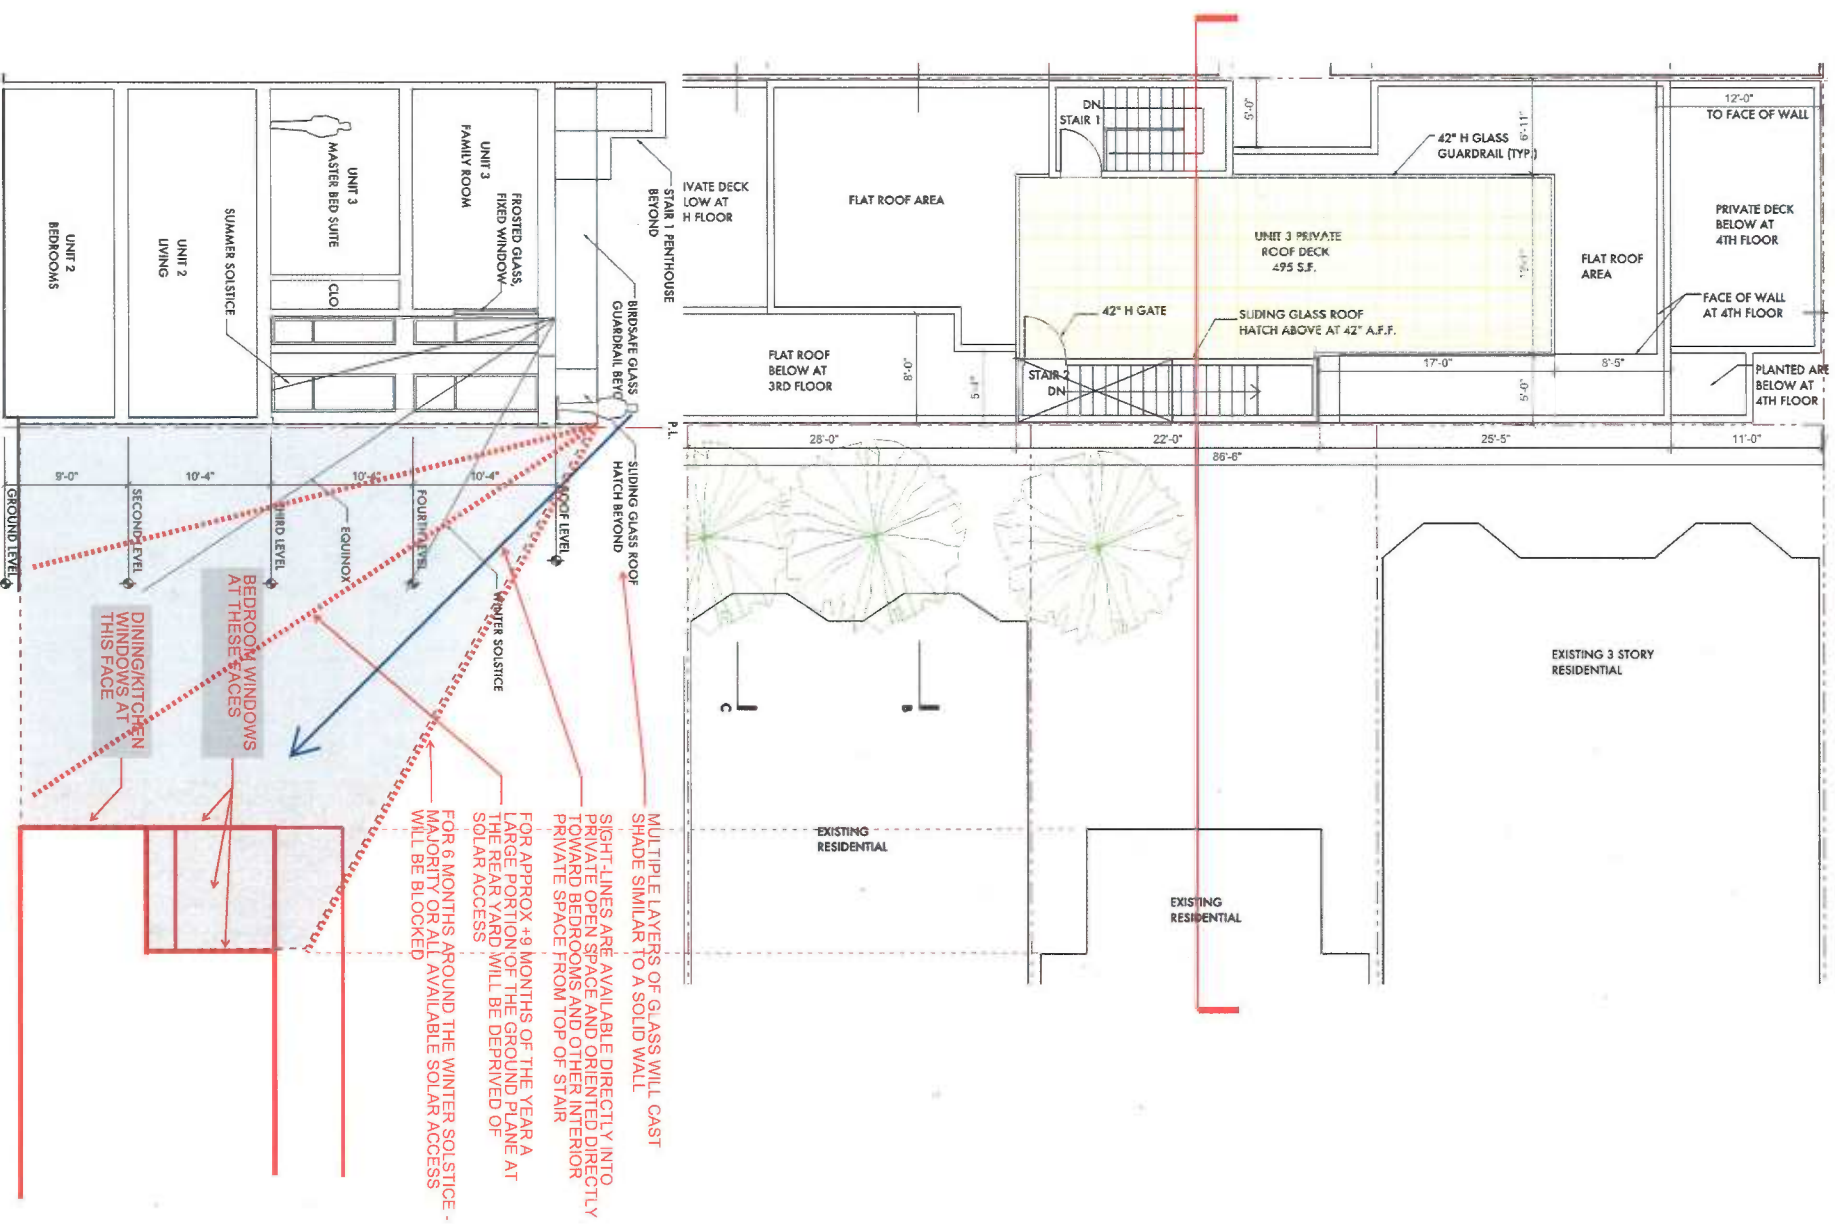 UNIT 2
BEDROOMS
UNIT 2
LIVING
SUMMER SOLSTICE
UNIT 3
MASTER BED SUITE
CLO
UNIT 3
FAMILY ROOM
FROSTED GLASS,
FIXED WINDOW
STAIR 1 PENTHOUSE
BEYOND
BIRDSAFE GLASS
GUARDRAIL
P.L.
SLIDING GLASS ROOF
HATCH BEYOND
9'-0"
10'-4"
10'-4"
10'-4"
GROUND LEVEL
SECOND LEVEL
THIRD LEVEL
FOURTH LEVEL
ROOF LEVEL
EQUINOX
WINTER SOLSTICE
BEDROOM WINDOWS
AT THESE FACES
DINING/KITCHEN
WINDOWS AT
THIS FACE
MULTIPLE LAYERS OF GLASS WILL CAST
SHADE SIMILAR TO A SOLID WALL
SIGHT-LINES ARE AVAILABLE DIRECTLY INTO
PRIVATE OPEN SPACE AND ORIENTED DIRECTLY
TOWARD BEDROOMS AND OTHER INTERIOR
PRIVATE SPACE FROM TOP OF STAIR
FOR APPROX +9 MONTHS OF THE YEAR A
LARGE PORTION OF THE GROUND PLANE AT
THE REAR YARD WILL BE DEPRIVED OF
SOLAR ACCESS
FOR 6 MONTHS AROUND THE WINTER SOLSTICE -
MAJORITY OR ALL AVAILABLE SOLAR ACCESS
WILL BE BLOCKED
IVATE DECK
LOW AT
H FLOOR
FLAT ROOF AREA
DN
STAIR 1
5'-0"
42" H GLASS
GUARDRAIL (TYP.)
12'-0"
TO FACE OF WALL
PRIVATE DECK
BELOW AT
4TH FLOOR
UNIT 3 PRIVATE
ROOF DECK
495 S.F.
FLAT ROOF
AREA
FACE OF WALL
AT 4TH FLOOR
42" H GATE
SLIDING GLASS ROOF
HATCH ABOVE AT 42" A.F.F.
FLAT ROOF
BELOW AT
3RD FLOOR
8'-0"
STAIR 2
DN
17'-0"
8'-5"
5'-0"
PLANTED ARE
BELOW AT
4TH FLOOR
28'-0"
22'-0"
25'-5"
11'-0"
86'-6"
EXISTING 3 STORY
RESIDENTIAL
C
B
EXISTING
RESIDENTIAL
EXISTING
RESIDENTIAL